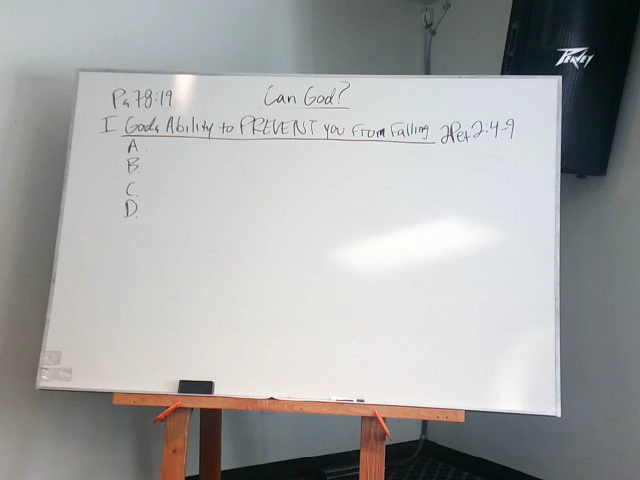 Ps 78:19 Can God?
I Gods Ability to PREVENT you From Falling 2Pet 2:4-9
A.
B.
C.
D.
PEAVEY